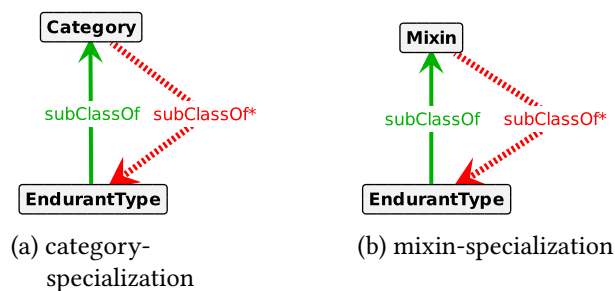 Category
Mixin
subClassOf
subClassOf*
subClassOf
subClassOf*
EndurantType
EndurantType
(a) category-
specialization
(b) mixin-specialization